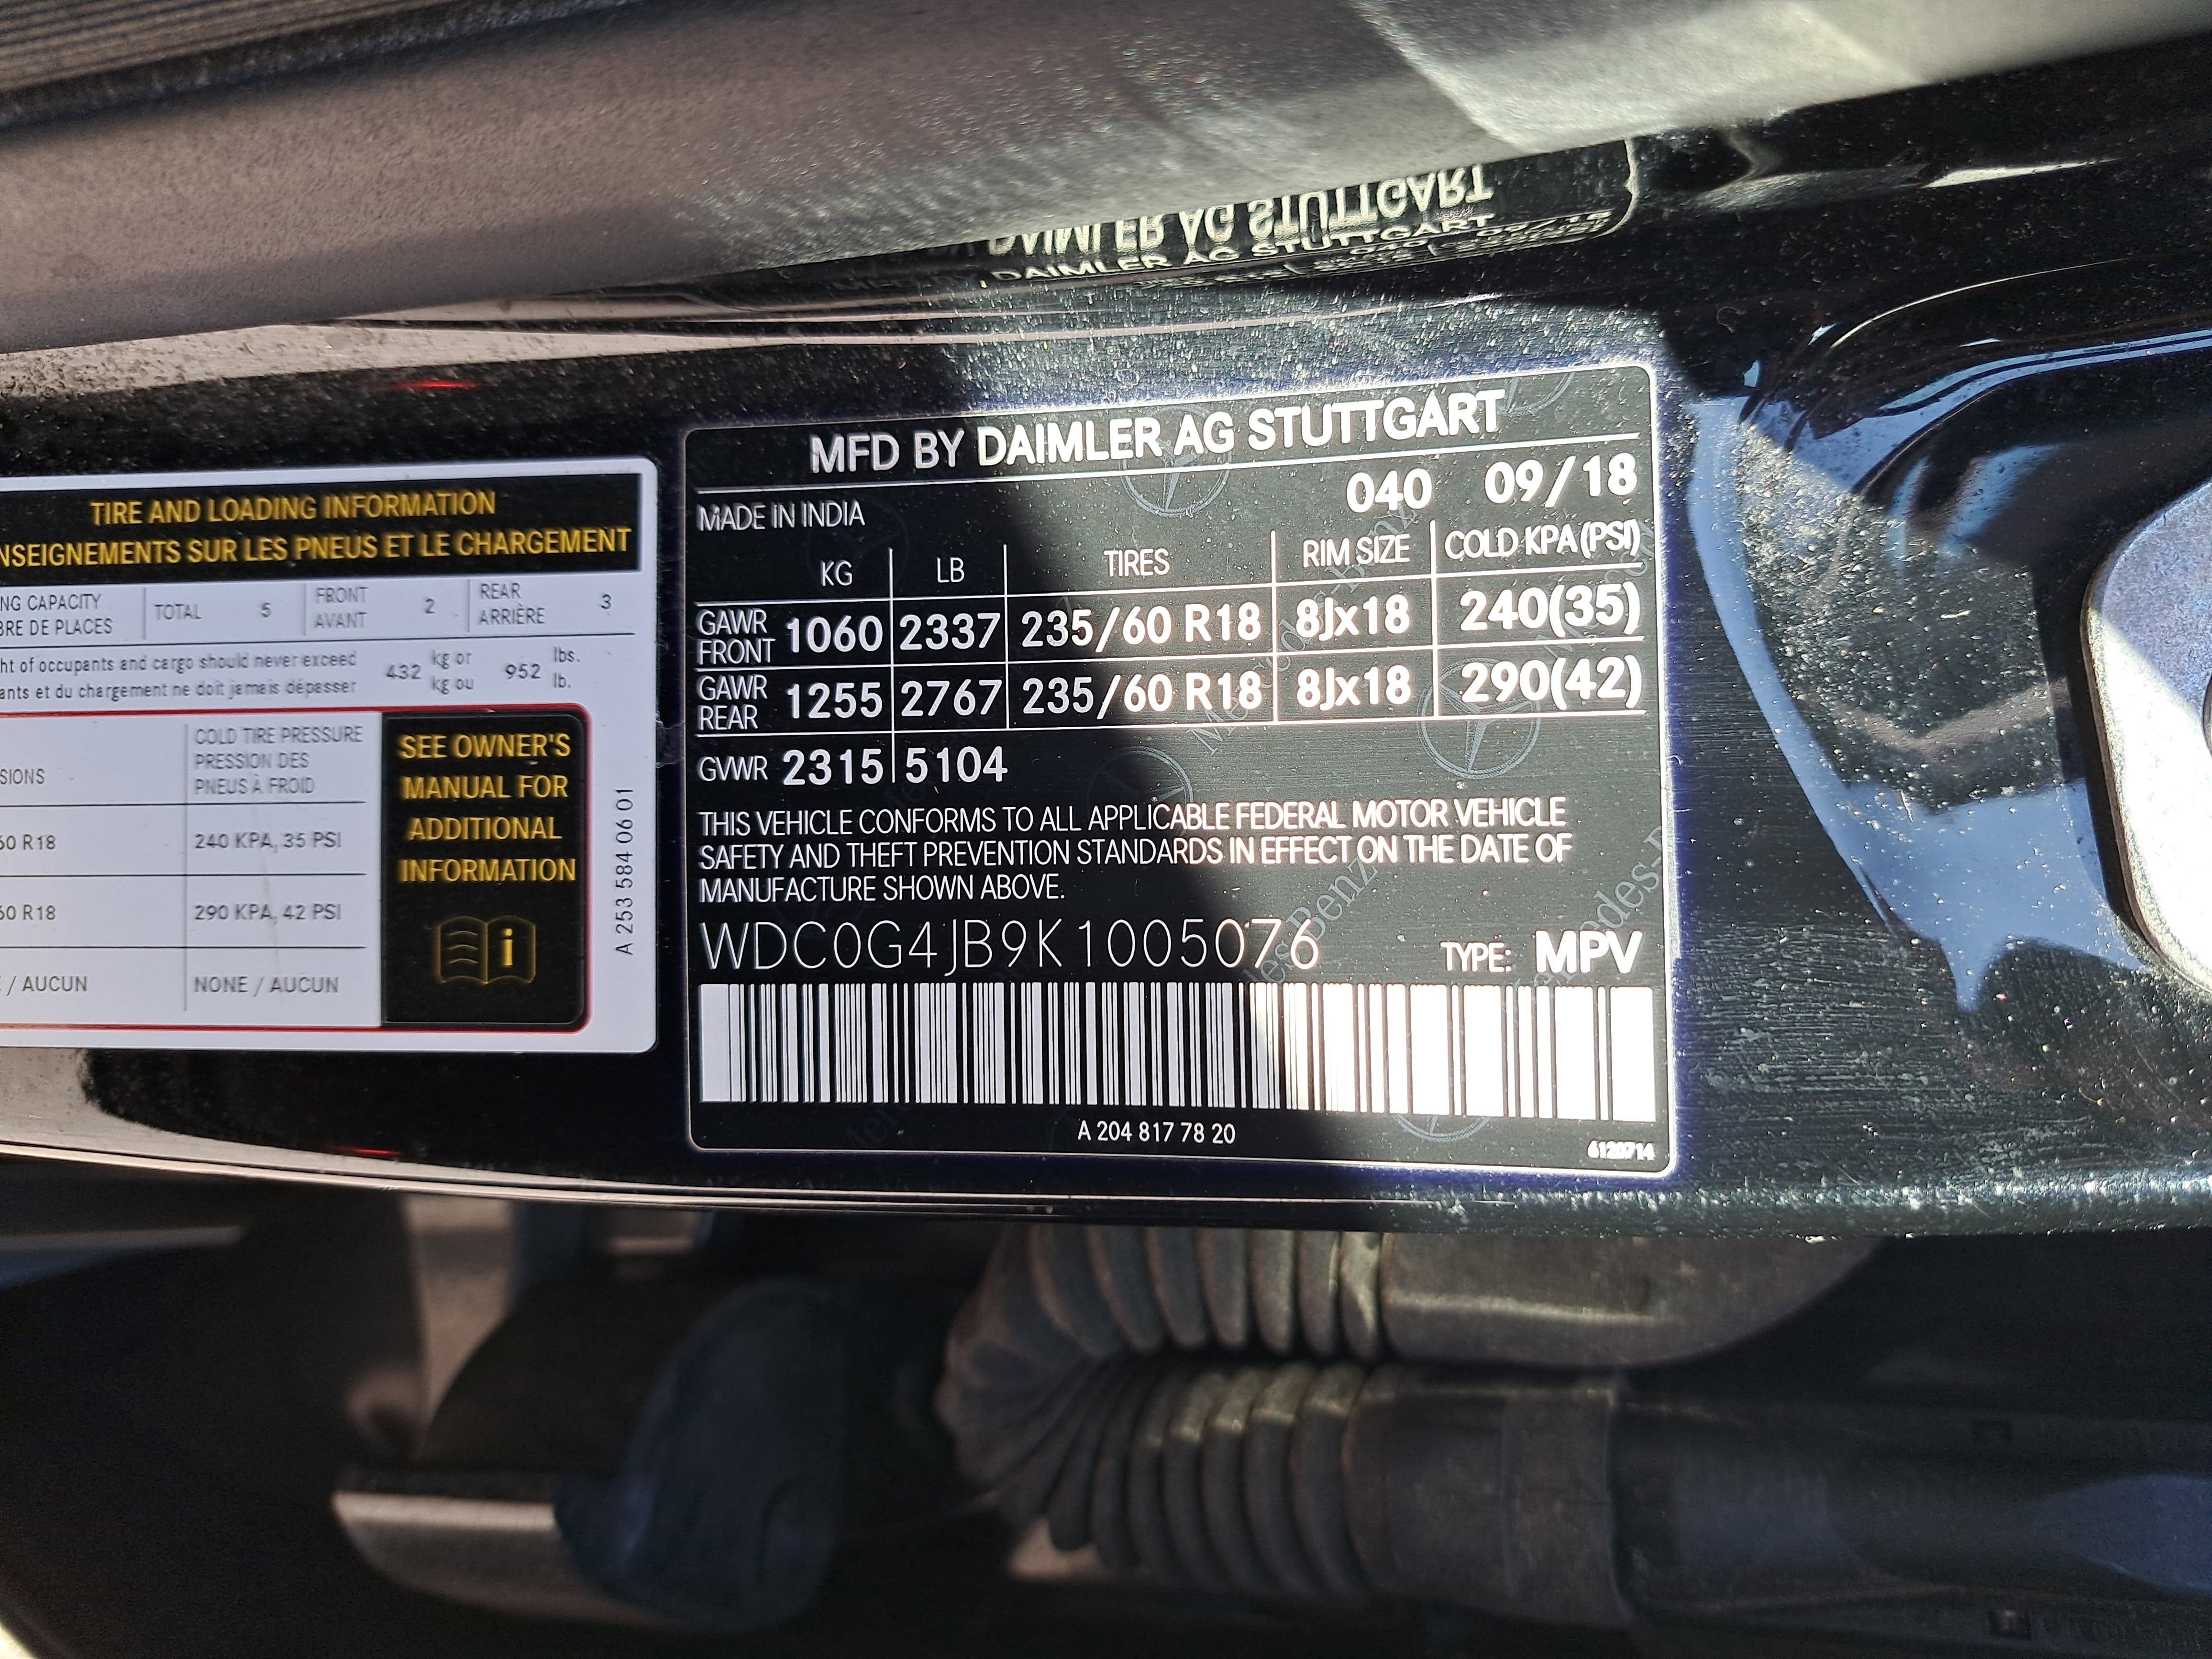 DAIMLER AG STUTTGART
DAIMLER AG STUTTGART
TIRE AND LOADING INFORMATION
NSEIGNEMENTS SUR LES PNEUS ET LE CHARGEMENT
NG CAPACITY TOTAL 5 FRONT 2 REAR 3
BRE DE PLACES AVANT ARRIÈRE
ht of occupants and cargo should never exceed 432 kg or 952 lbs.
ants et du chargement ne doit jamais dépasser kg ou lb.
SIONS
COLD TIRE PRESSURE
PRESSION DES
PNEUS À FROID
60 R18 240 KPA, 35 PSI
60 R18 290 KPA, 42 PSI
/ AUCUN NONE / AUCUN
SEE OWNER'S
MANUAL FOR
ADDITIONAL
INFORMATION
i
A 253 584 06 01
MFD BY DAIMLER AG STUTTGART
MADE IN INDIA 040 09/18
KG LB TIRES RIM SIZE COLD KPA (PSI)
GAWR FRONT 1060 2337 235/60 R18 8Jx18 240(35)
GAWR REAR 1255 2767 235/60 R18 8Jx18 290(42)
GVWR 2315 5104
THIS VEHICLE CONFORMS TO ALL APPLICABLE FEDERAL MOTOR VEHICLE
SAFETY AND THEFT PREVENTION STANDARDS IN EFFECT ON THE DATE OF
MANUFACTURE SHOWN ABOVE.
WDC0G4JB9K1005076 TYPE: MPV
A 204 817 78 20
6120714